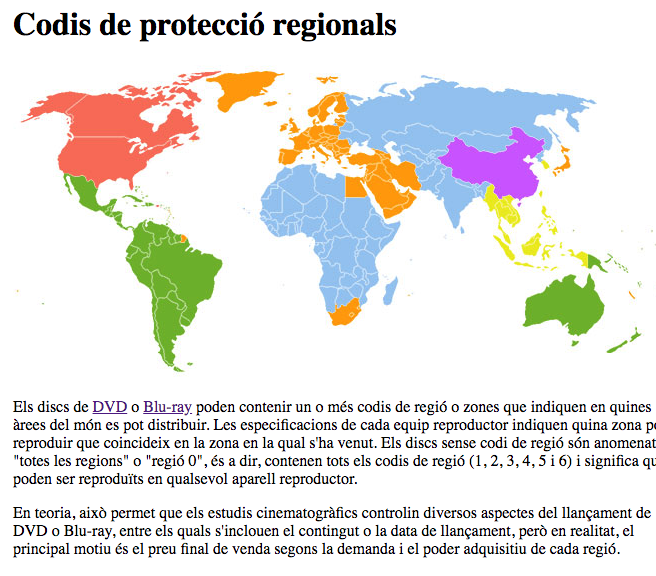 Codis de protecció regionals
Els discs de DVD o Blu-ray poden contenir un o més codis de regió o zones que indiquen en quines
àrees del món es pot distribuir. Les especificacions de cada equip reproductor indiquen quina zona
reproduir que coincideix en la zona en la qual s'ha venut. Els discs sense codi de regió són
"totes les regions" o "regió 0", és a dir, contenen tots els codis de regió (1, 2, 3, 4, 5 i 6) i significa
poden ser reproduïts en qualsevol aparell reproductor.
En teoria, això permet que els estudis cinematogràfics controlin diversos aspectes del llançament de
DVD o Blu-ray, entre els quals s'inclouen el contingut o la data de llançament, però en realitat, el
principal motiu és el preu final de venda segons la demanda i el poder adquisitiu de cada regió.